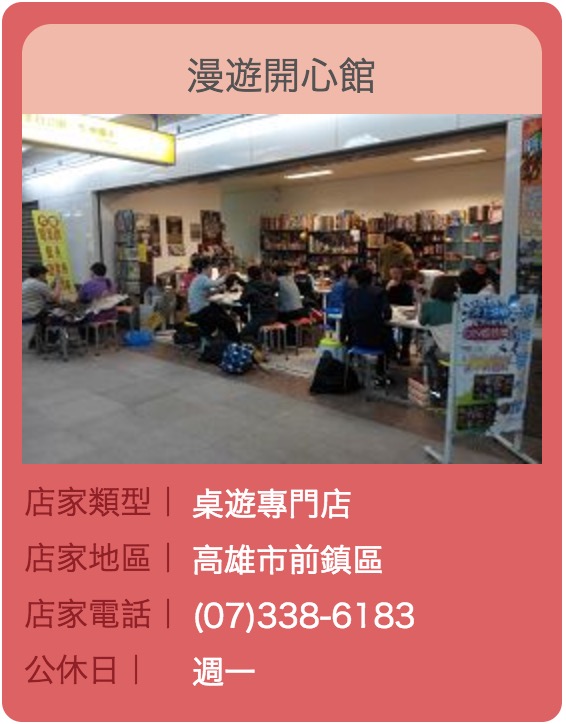 漫遊開心館
GO
店家類型｜ 桌遊專門店
店家地區｜ 高雄市前鎮區
店家電話｜ (07)338-6183
公休日｜ 週一